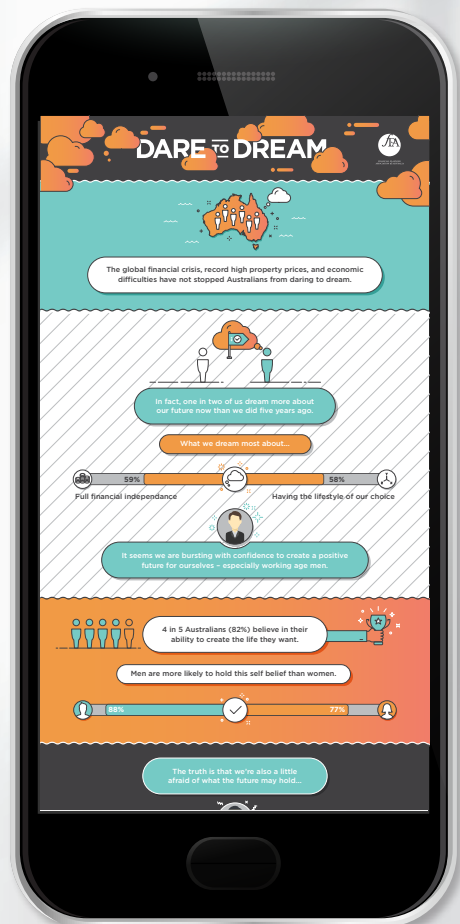 DARE TO DREAM
FPA
The global financial crisis, record high property prices, and economic
difficulties have not stopped Australians from daring to dream.
In fact, one in two of us dream more about
our future now than we did five years ago.
What we dream most about...
59%
58%
Full financial independance
Having the lifestyle of our choice
It seems we are bursting with confidence to create a positive
future for ourselves – especially working age men.
4 in 5 Australians (82%) believe in their
ability to create the life they want.
Men are more likely to hold this self belief than women.
88%
77%
The truth is that we're also a little
afraid of what the future may hold...